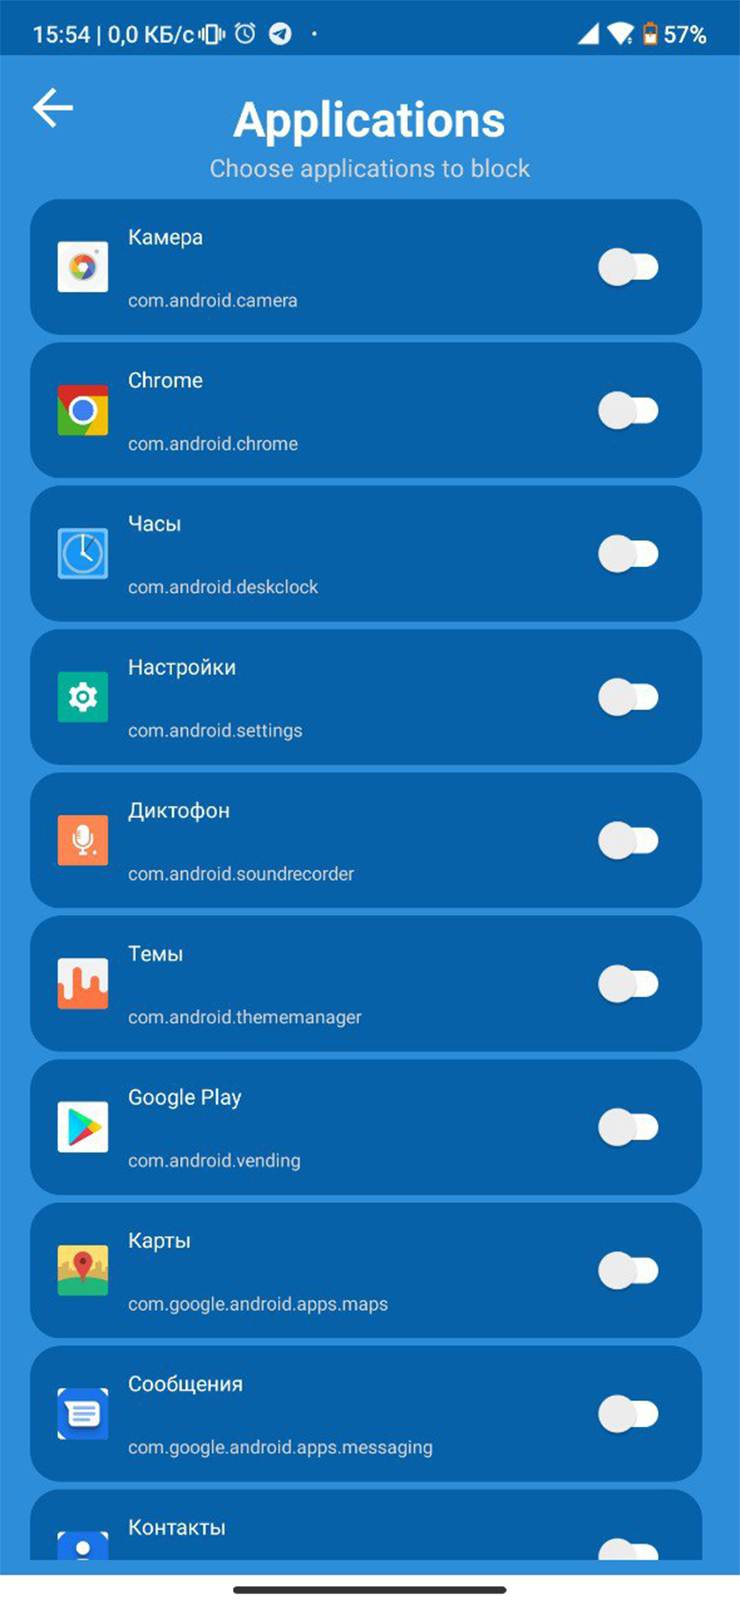 15:54 | 0,0 КБ/с 57%
Applications
Choose applications to block
Камера
com.android.camera
Chrome
com.android.chrome
Часы
com.android.deskclock
Настройки
com.android.settings
Диктофон
com.android.soundrecorder
Темы
com.android.thememanager
Google Play
com.android.vending
Карты
com.google.android.apps.maps
Сообщения
com.google.android.apps.messaging
Контакты